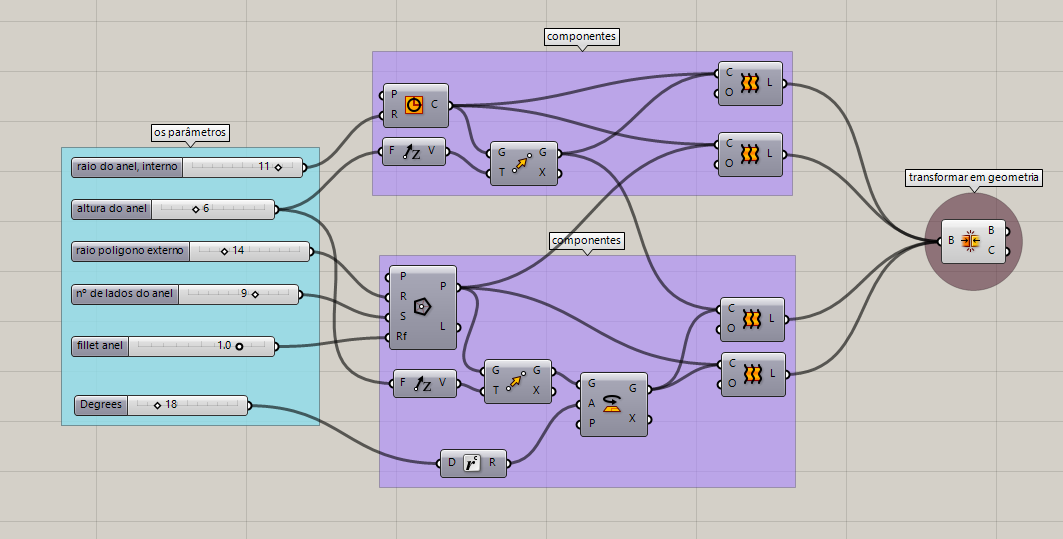 componentes
os parâmetros
P
R
C
C
O
L
raio do anel, interno
11
F
V
G
T
G
X
C
O
L
altura do anel
6
transformar em geometria
raio poligono externo
14
componentes
B
B
C
P
R
S
Rf
P
L
nº de lados do anel
9
C
O
L
fillet anel
1.0
F
Z
V
G
T
G
X
G
A
P
G
X
C
O
L
Degrees
18
D
r c
R